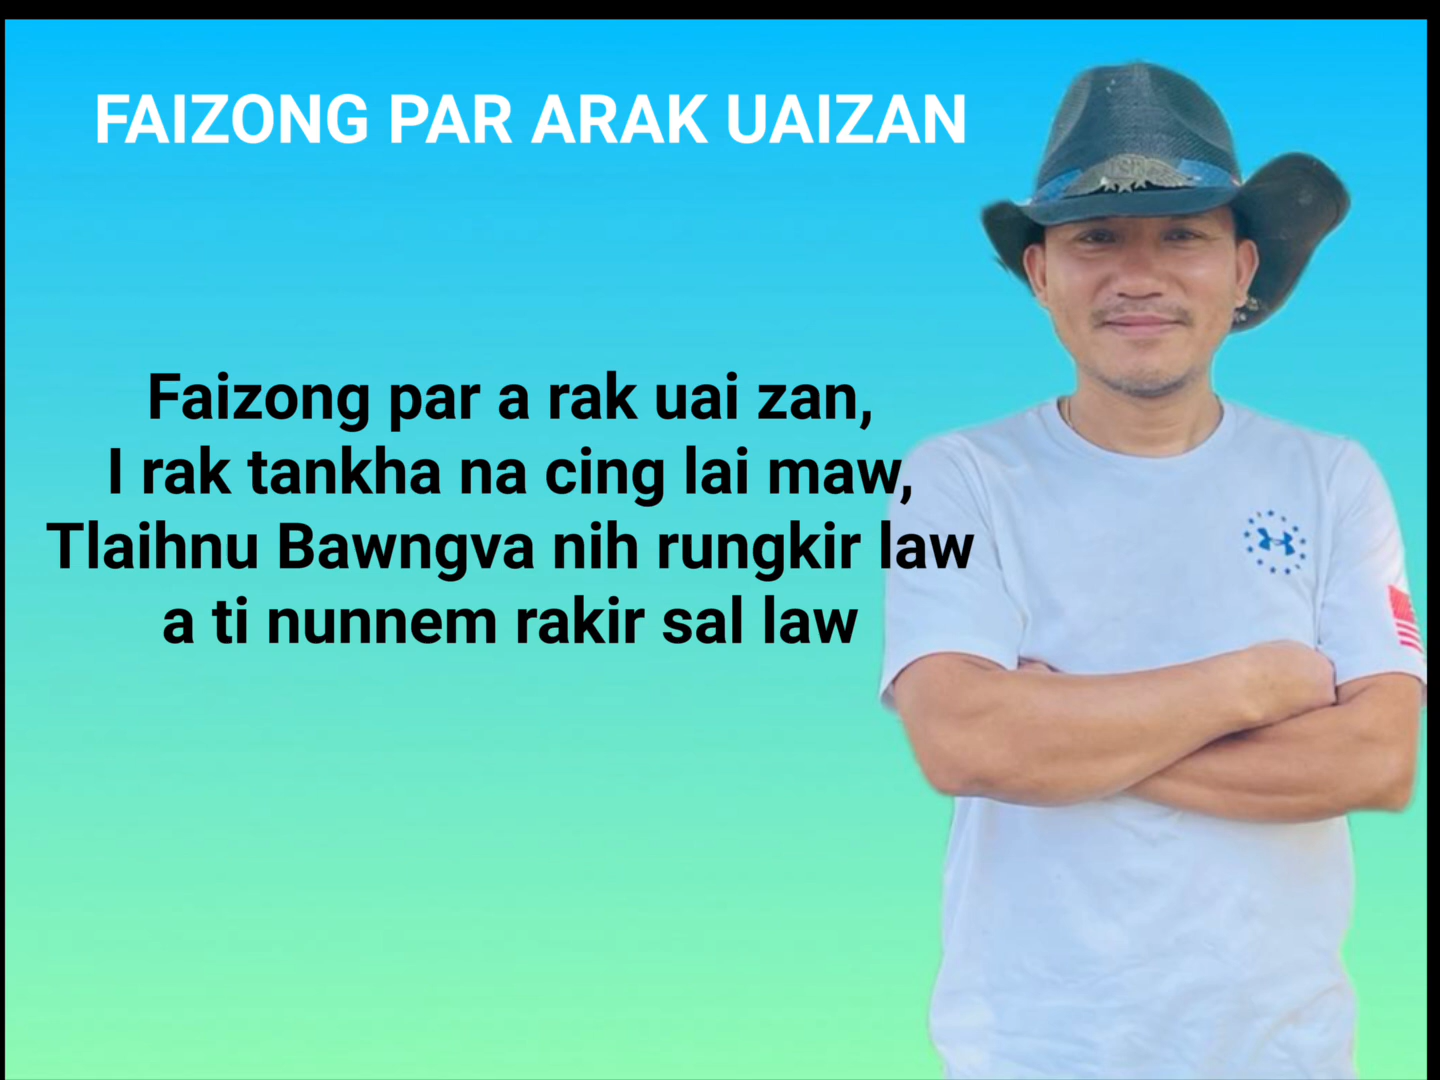 FAIZONG PAR ARAK UAIZAN
Faizong par a rak uai zan,
I rak tankha na cing lai maw,
Tlaihnu Bawngva nih rungkir law
a ti nunnem rakir sal law